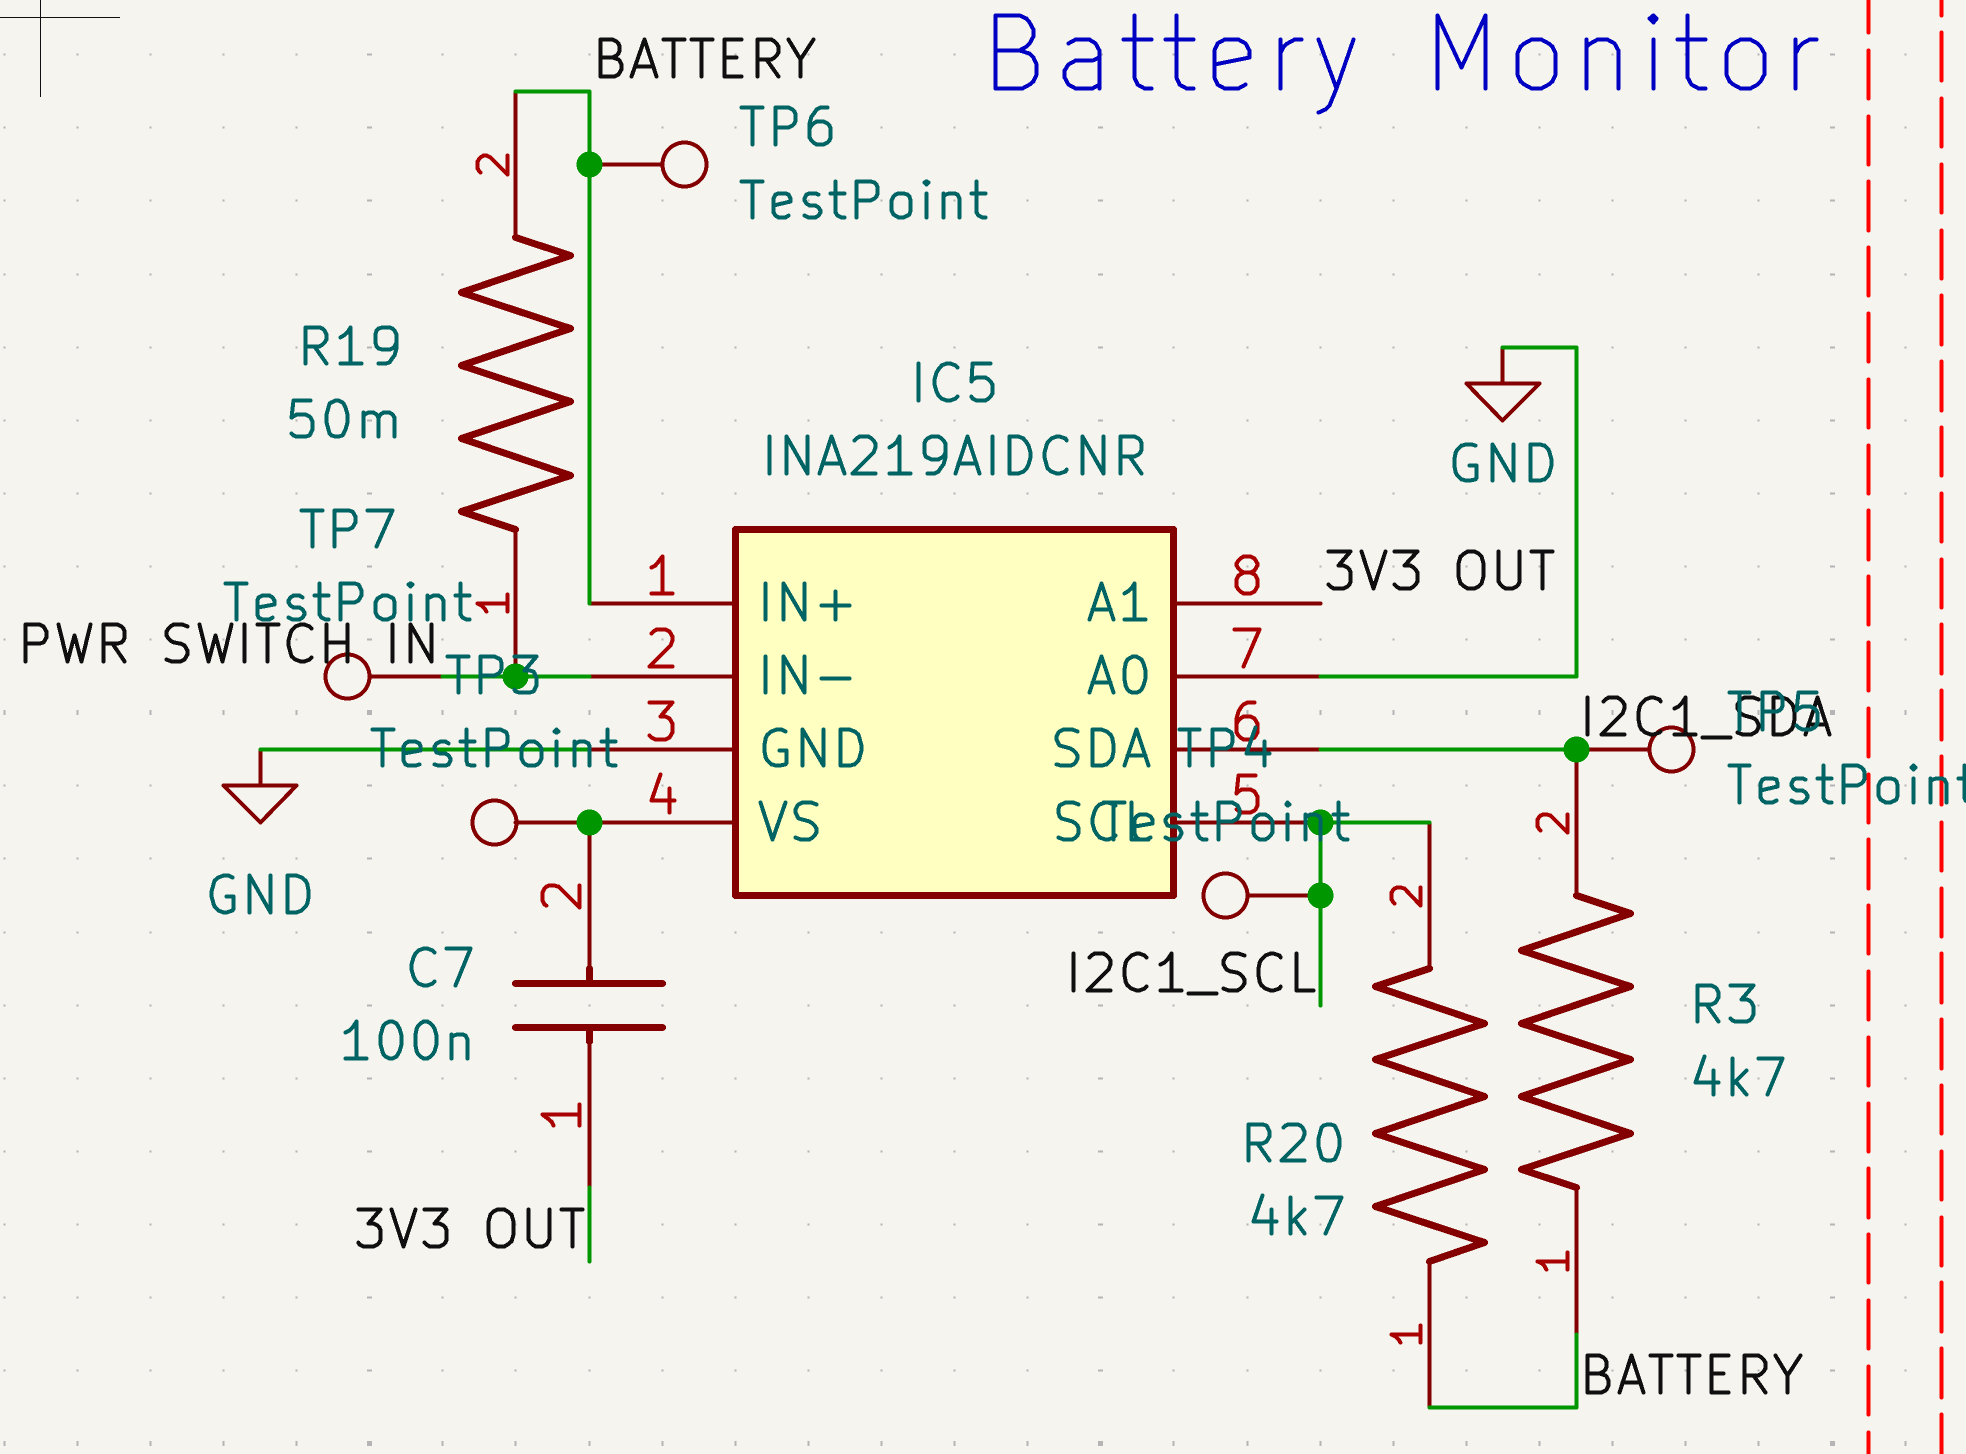 Battery Monitor
BATTERY
TP6
TestPoint
2
R19
50m
1
TP7
TestPoint
PWR SWITCH IN
TP3
TestPoint
GND
IC5
INA219AIDCNR
1
2
3
4
IN+
IN-
GND
VS
A1
A0
SDA
SCL
8
7
6
5
3V3 OUT
GND
TP4
TestPoint
I2C1_SDA
TP5
TestPoint
2
C7
100n
1
3V3 OUT
I2C1_SCL
2
R20
4k7
1
2
R3
4k7
1
BATTERY